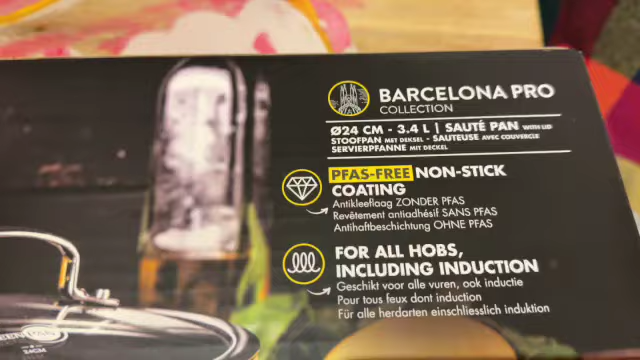 BARCELONA PRO
COLLECTION
Ø24 CM - 3.4 L | SAUTÉ PAN WITH LID
STOOFPAN MET DEKSEL - SAUTEUSE AVEC COUVERCLE
SERVIERPFANNE MIT DECKEL
PFAS-FREE NON-STICK
COATING
Antikleeflaag ZONDER PFAS
Revêtement antiadhésif SANS PFAS
Antihaftbeschichtung OHNE PFAS
FOR ALL HOBS,
INCLUDING INDUCTION
Geschikt voor alle vuren, ook inductie
Pour tous feux dont induction
Für alle herdarten einschliesslich induktion